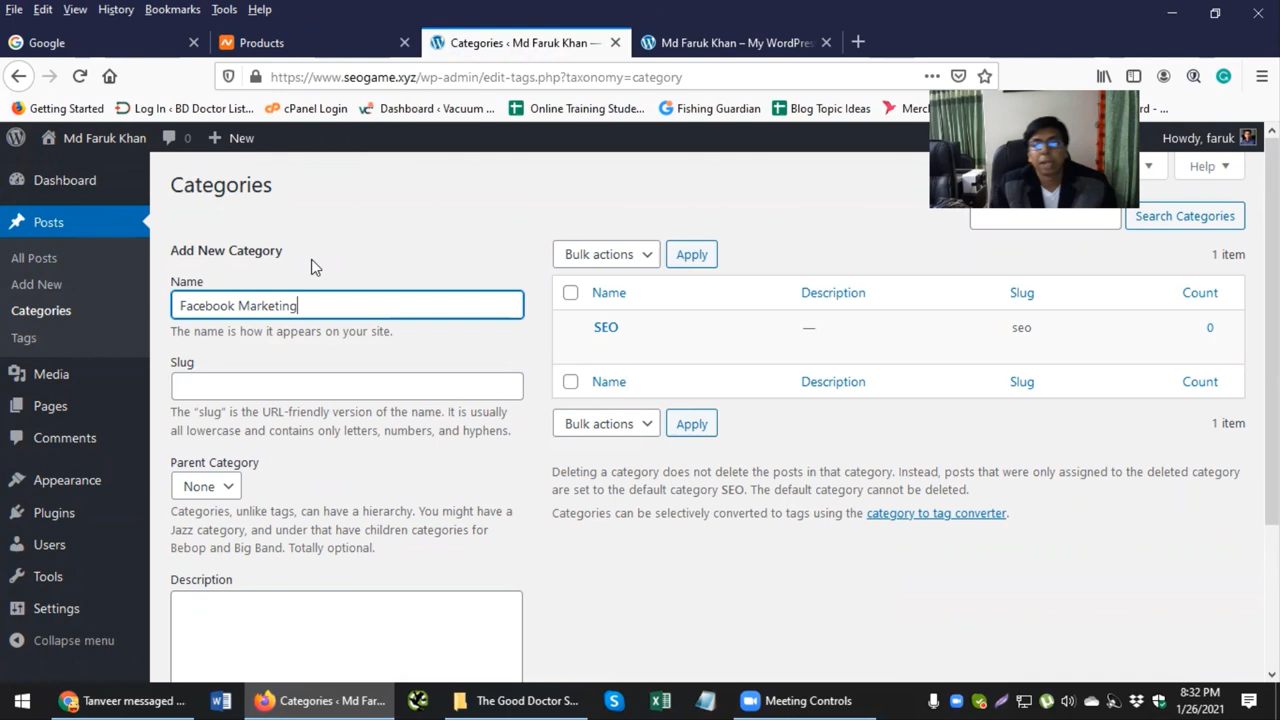 File Edit View History Bookmarks Tools Help
Google
Products
Categories ‹ Md Faruk Khan —
Md Faruk Khan – My WordPres
https://www.seogame.xyz/wp-admin/edit-tags.php?taxonomy=category
Getting Started
Log In ‹ BD Doctor List...
cPanel Login
Dashboard ‹ Vacuum ...
Online Training Stude...
Fishing Guardian
Blog Topic Ideas
Merch
rd - ...
Md Faruk Khan
0
New
Howdy, faruk
Dashboard
Posts
All Posts
Add New
Categories
Tags
Media
Pages
Comments
Appearance
Plugins
Users
Tools
Settings
Collapse menu
Categories
Help
Search Categories
Add New Category
Name
Facebook Marketing
The name is how it appears on your site.
Slug
The “slug” is the URL-friendly version of the name. It is usually
all lowercase and contains only letters, numbers, and hyphens.
Parent Category
None
Categories, unlike tags, can have a hierarchy. You might have a
Jazz category, and under that have children categories for
Bebop and Big Band. Totally optional.
Description
Bulk actions Apply 1 item
Name Description Slug Count
SEO — seo 0
Name Description Slug Count
Bulk actions Apply 1 item
Deleting a category does not delete the posts in that category. Instead, posts that were only assigned to the deleted category
are set to the default category SEO. The default category cannot be deleted.
Categories can be selectively converted to tags using the category to tag converter.
Tanveer messaged ...
Categories ‹ Md Far...
The Good Doctor S...
Meeting Controls
8:32 PM
1/26/2021